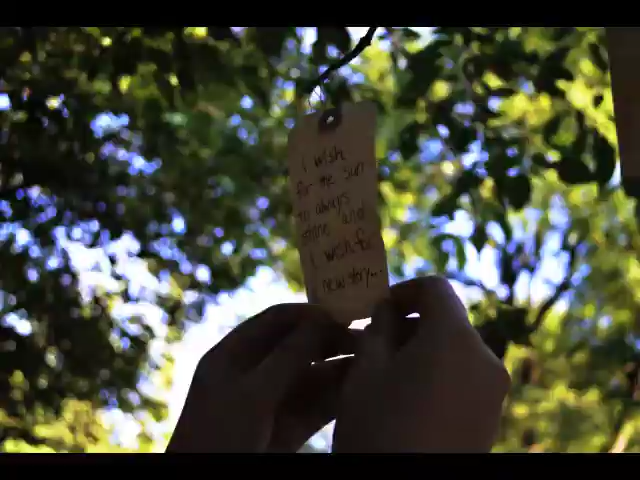 I wish
for the sun
to always
shine and
I wish for
new story...